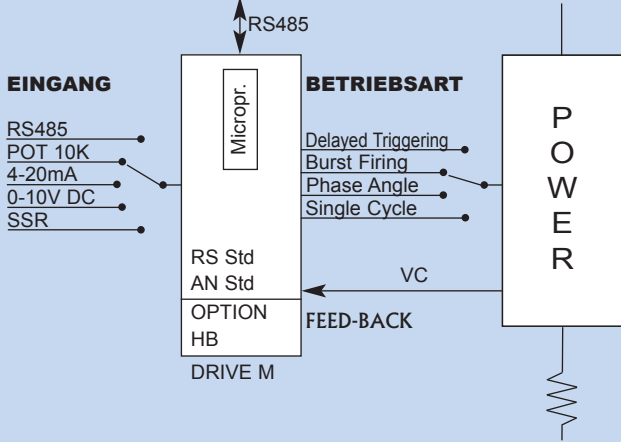 RS485
EINGANG
RS485
POT 10K
4-20mA
0-10V DC
SSR
Micropr.
RS Std
AN Std
OPTION
HB
DRIVE M
BETRIEBSART
Delayed Triggering
Burst Firing
Phase Angle
Single Cycle
VC
FEED-BACK
POWER